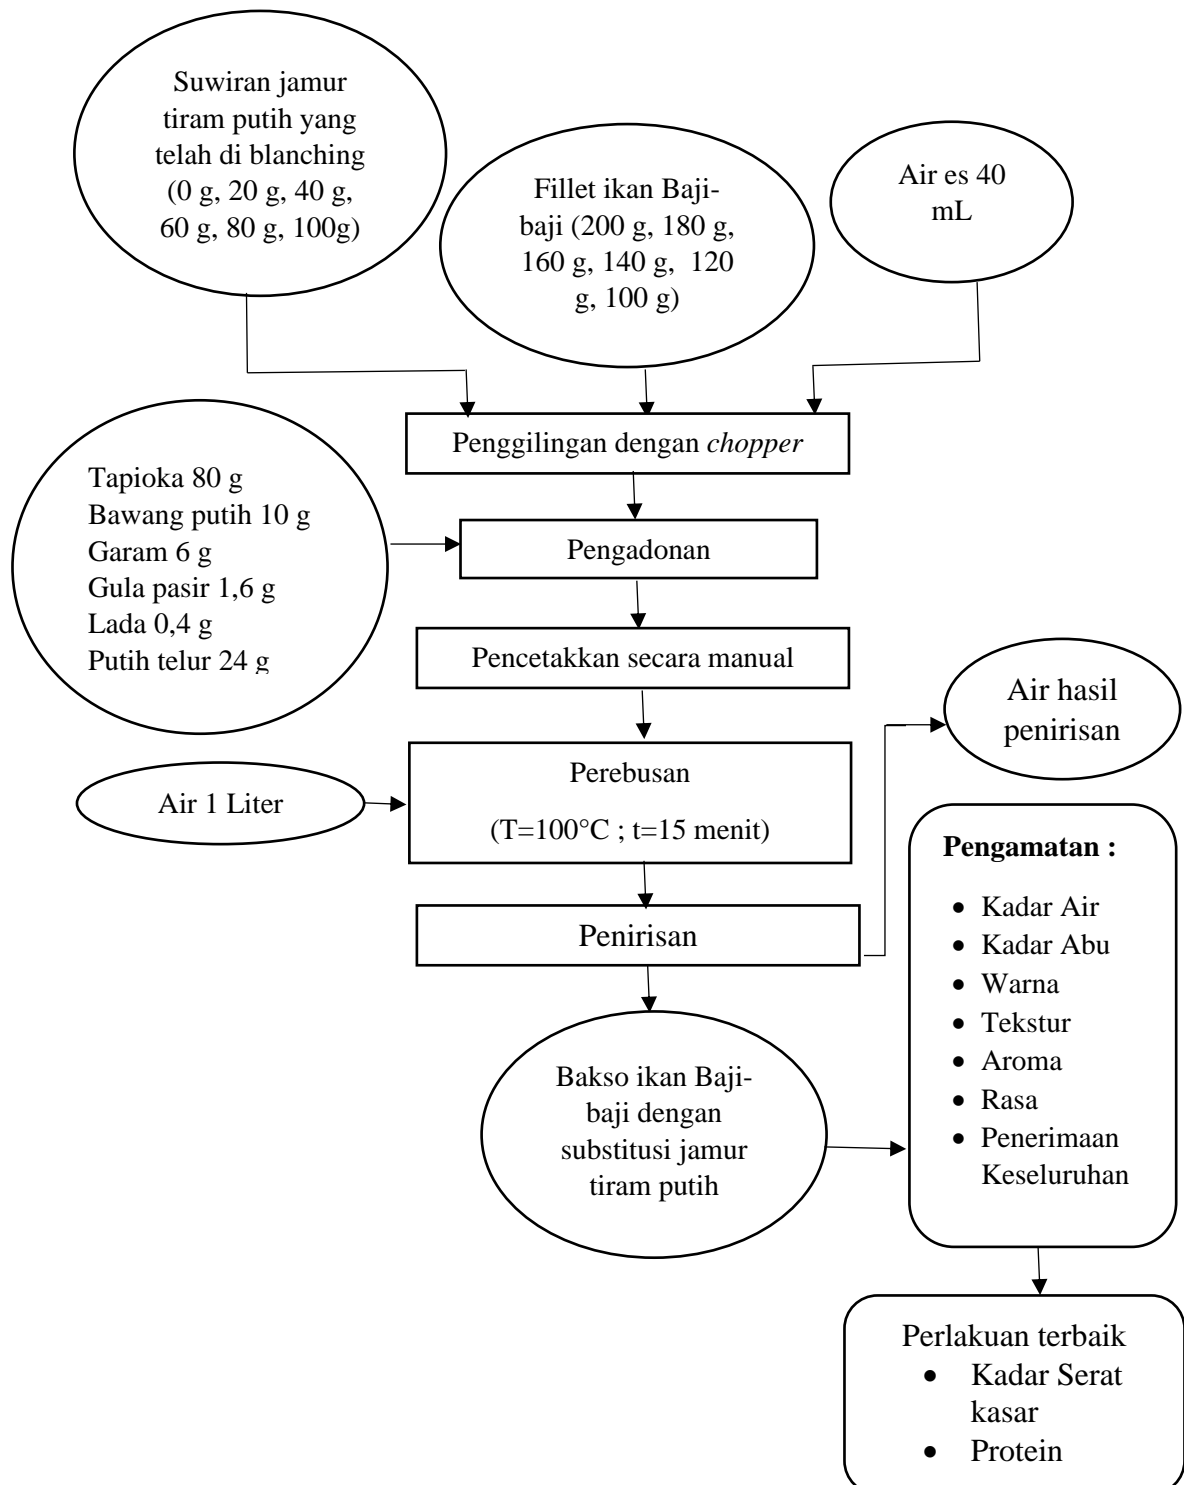 Suwiran jamur
tiram putih yang
telah di blanching
(0 g, 20 g, 40 g,
60 g, 80 g, 100g)
Fillet ikan Baji-
baji (200 g, 180 g,
160 g, 140 g, 120
g, 100 g)
Air es 40
mL
Penggilingan dengan chopper
Tapioka 80 g
Bawang putih 10 g
Garam 6 g
Gula pasir 1,6 g
Lada 0,4 g
Putih telur 24 g
Pengadonan
Pencetakkan secara manual
Air hasil
penirisan
Air 1 Liter
Perebusan
(T=100°C ; t=15 menit)
Penirisan
Pengamatan :
• Kadar Air
• Kadar Abu
• Warna
• Tekstur
• Aroma
• Rasa
• Penerimaan
Keseluruhan
Bakso ikan Baji-
baji dengan
substitusi jamur
tiram putih
Perlakuan terbaik
• Kadar Serat
kasar
• Protein